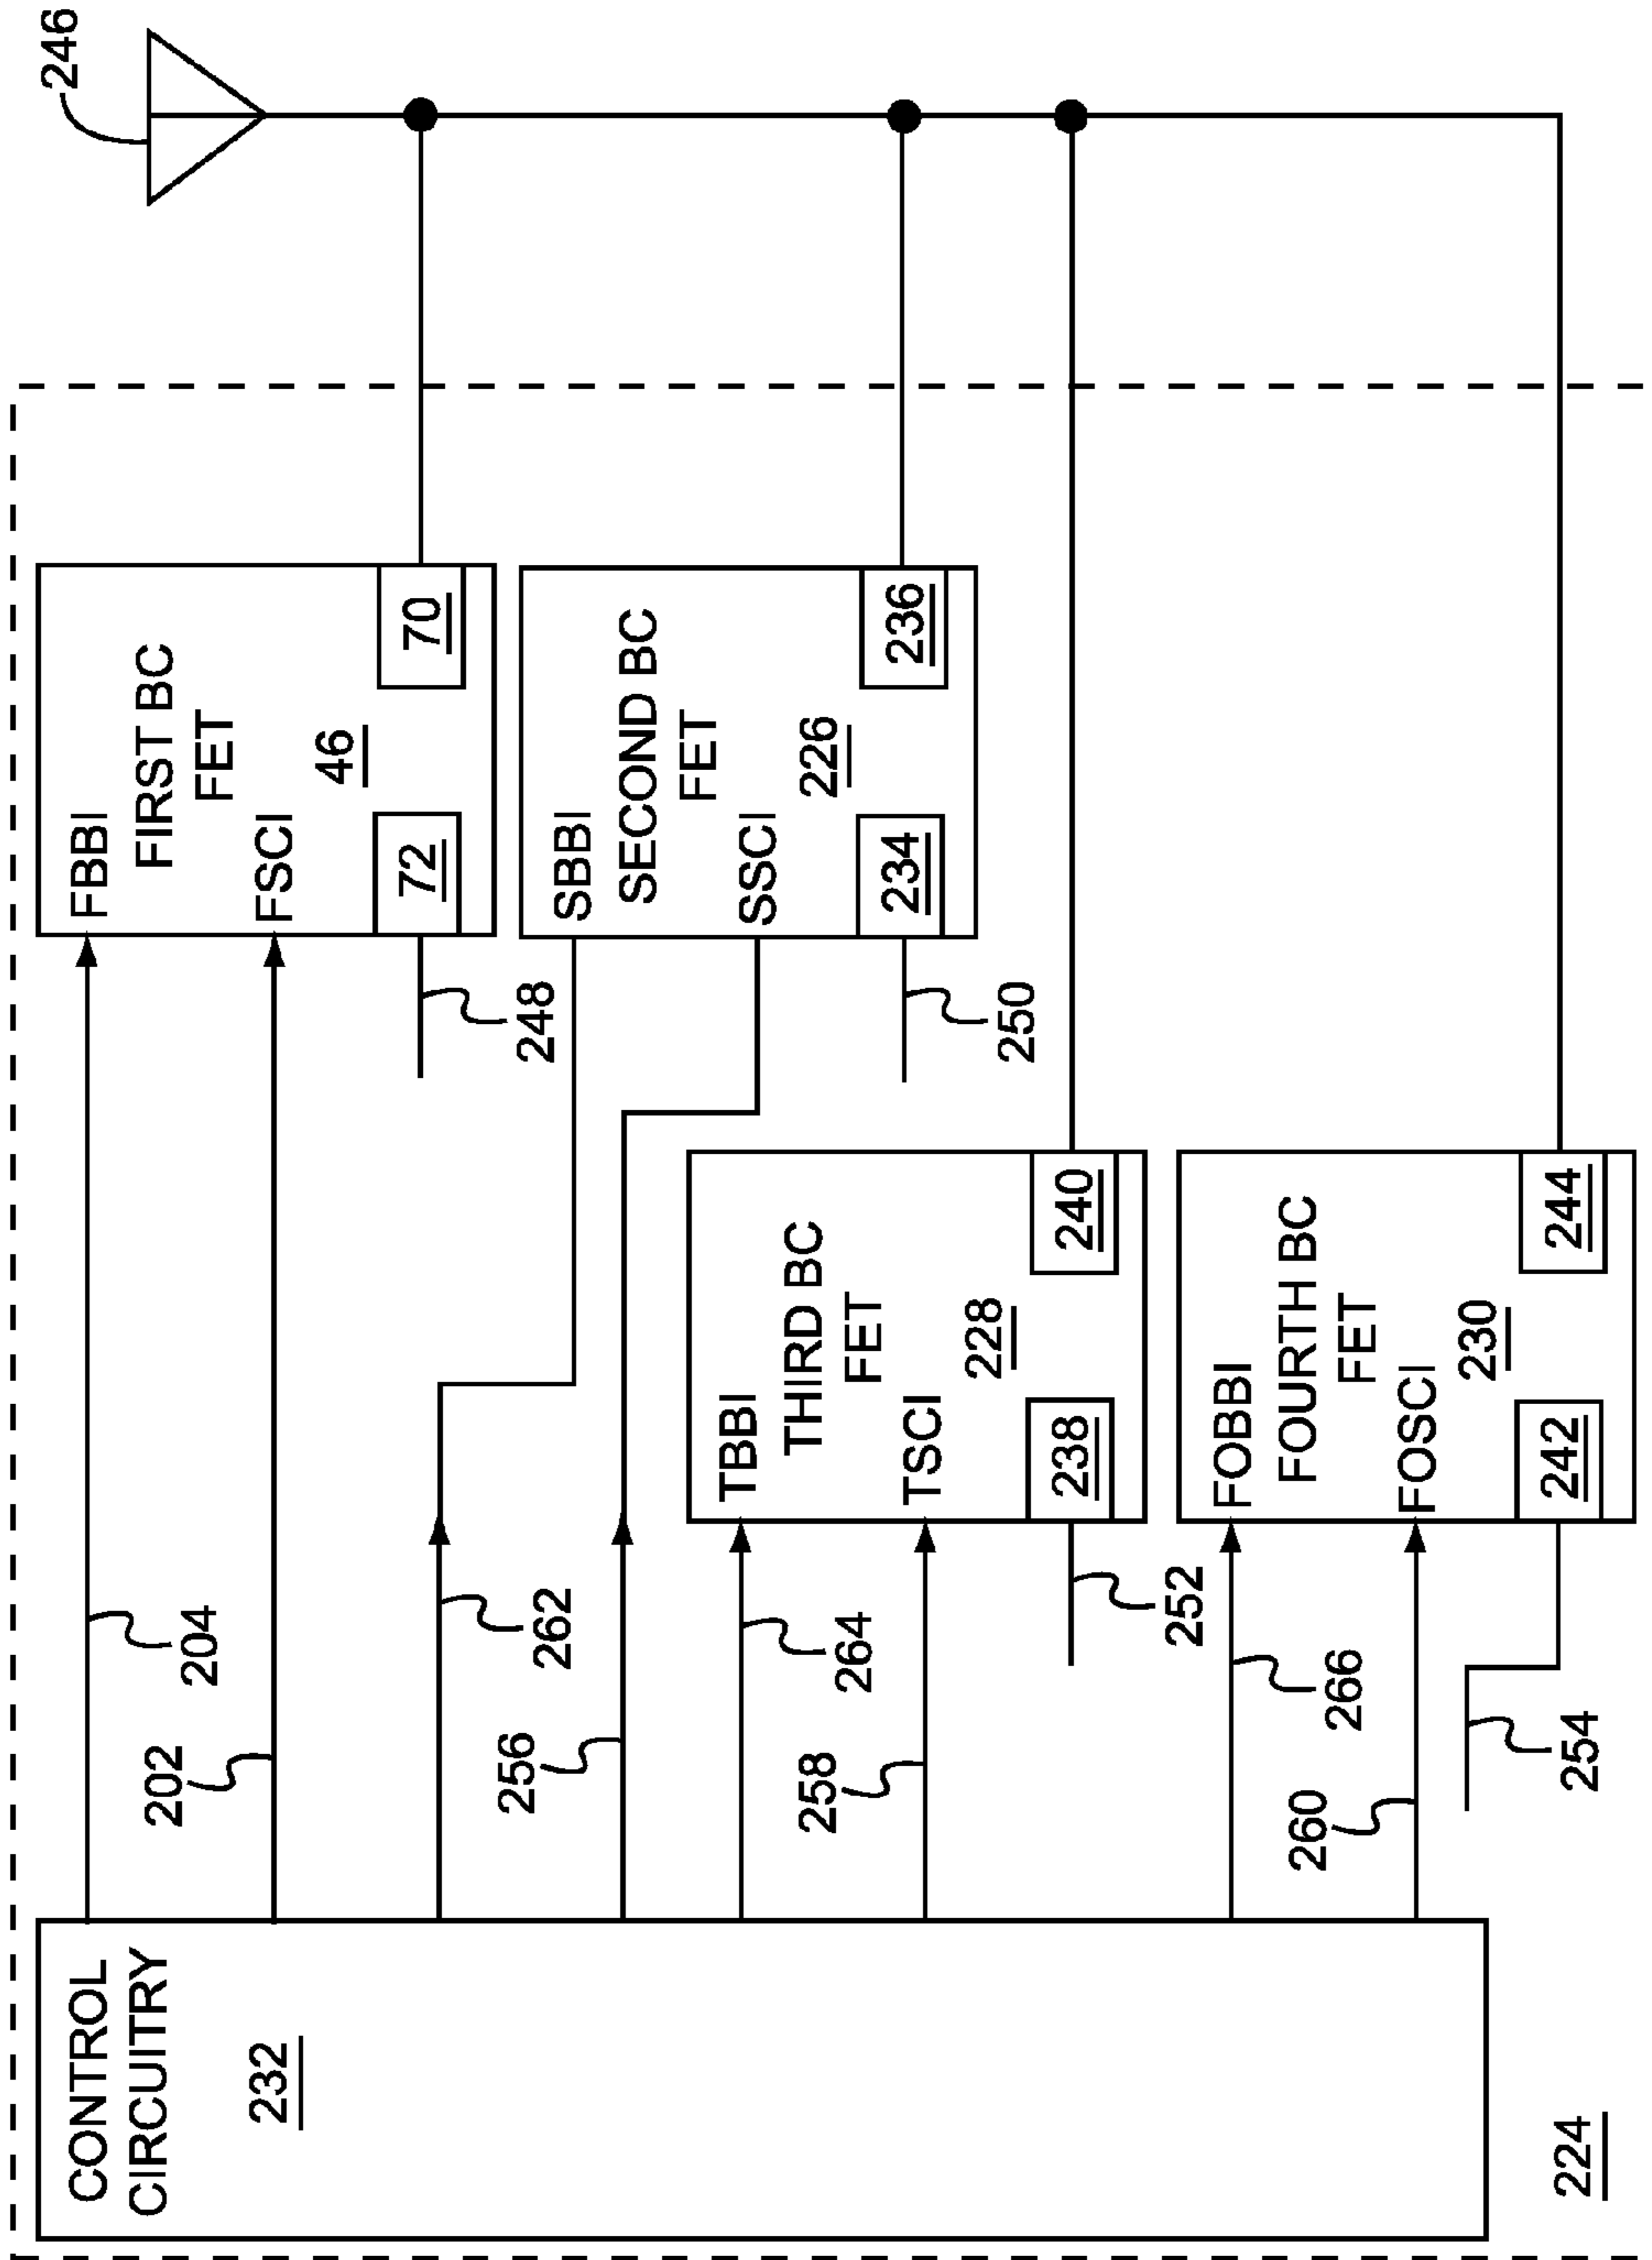 246
FBBI
FIRST BC
FET
FSCI
46
72
70
204
202
248
SBBI
SECOND BC
FET
SSCI
226
234
236
262
256
250
CONTROL
CIRCUITRY
232
TBBI
THIRD BC
FET
TSCI
228
238
240
264
258
252
FOBBI
FOURTH BC
FET
FOSCI
230
242
244
266
260
254
224